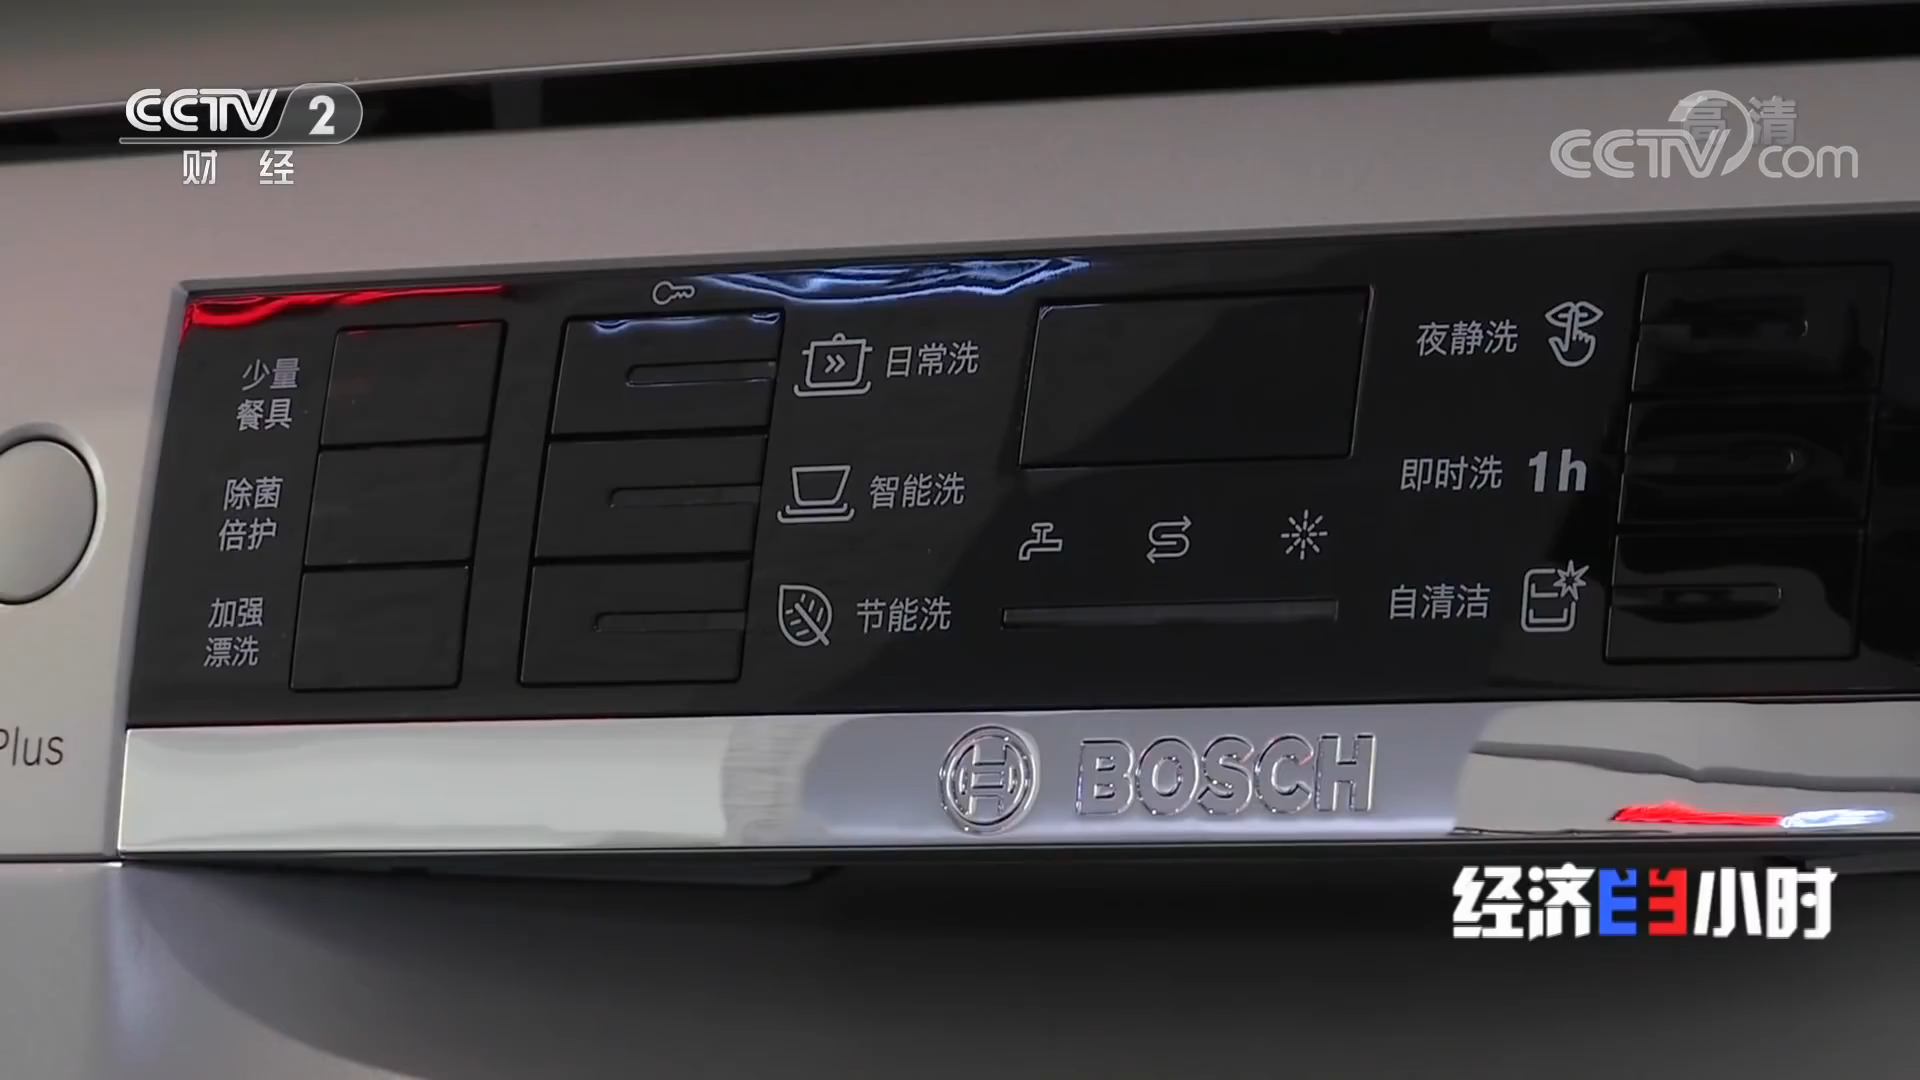 CCTV 2
财 经
高清
CCTV.com
少量
餐具
除菌
倍护
加强
漂洗
日常洗
智能洗
节能洗
夜静洗
即时洗 1h
自清洁
Plus
BOSCH
经济半小时